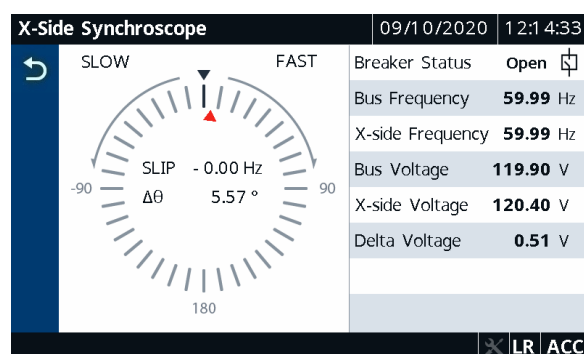 X-Side Synchroscope 09/10/2020 12:14:33
SLOW FAST
-90 90
SLIP - 0.00 Hz
Δθ 5.57 °
180
Breaker Status Open
Bus Frequency 59.99 Hz
X-side Frequency 59.99 Hz
Bus Voltage 119.90 V
X-side Voltage 120.40 V
Delta Voltage 0.51 V
LR ACC